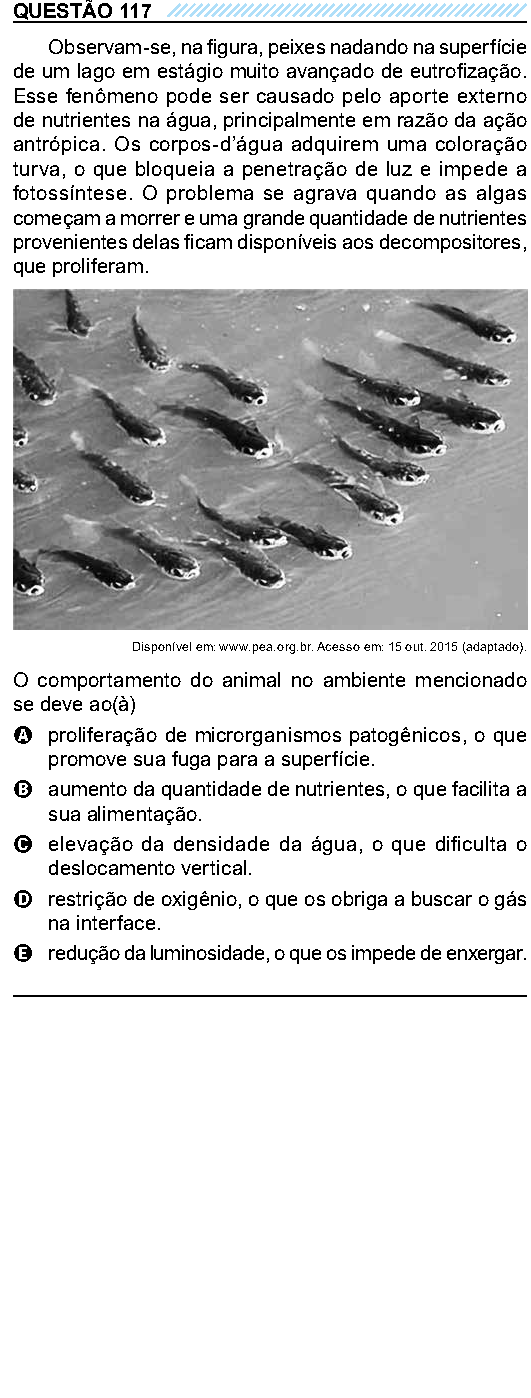 QUESTÃO 117
Observam-se, na figura, peixes nadando na superfície
de um lago em estágio muito avançado de eutrofização.
Esse fenômeno pode ser causado pelo aporte externo
de nutrientes na água, principalmente em razão da ação
antrópica. Os corpos-d'água adquirem uma coloração
turva, o que bloqueia a penetração de luz e impede a
fotossíntese. O problema se agrava quando as algas
começam a morrer e uma grande quantidade de nutrientes
provenientes delas ficam disponíveis aos decompositores,
que proliferam.
Disponível em: www.pea.org.br. Acesso em: 15 out. 2015 (adaptado).
O comportamento do animal no ambiente mencionado
se deve ao(à)
A proliferação de microrganismos patogênicos, o que
promove sua fuga para a superfície.
B aumento da quantidade de nutrientes, o que facilita a
sua alimentação.
C elevação da densidade da água, o que dificulta o
deslocamento vertical.
D restrição de oxigênio, o que os obriga a buscar o gás
na interface.
E redução da luminosidade, o que os impede de enxergar.